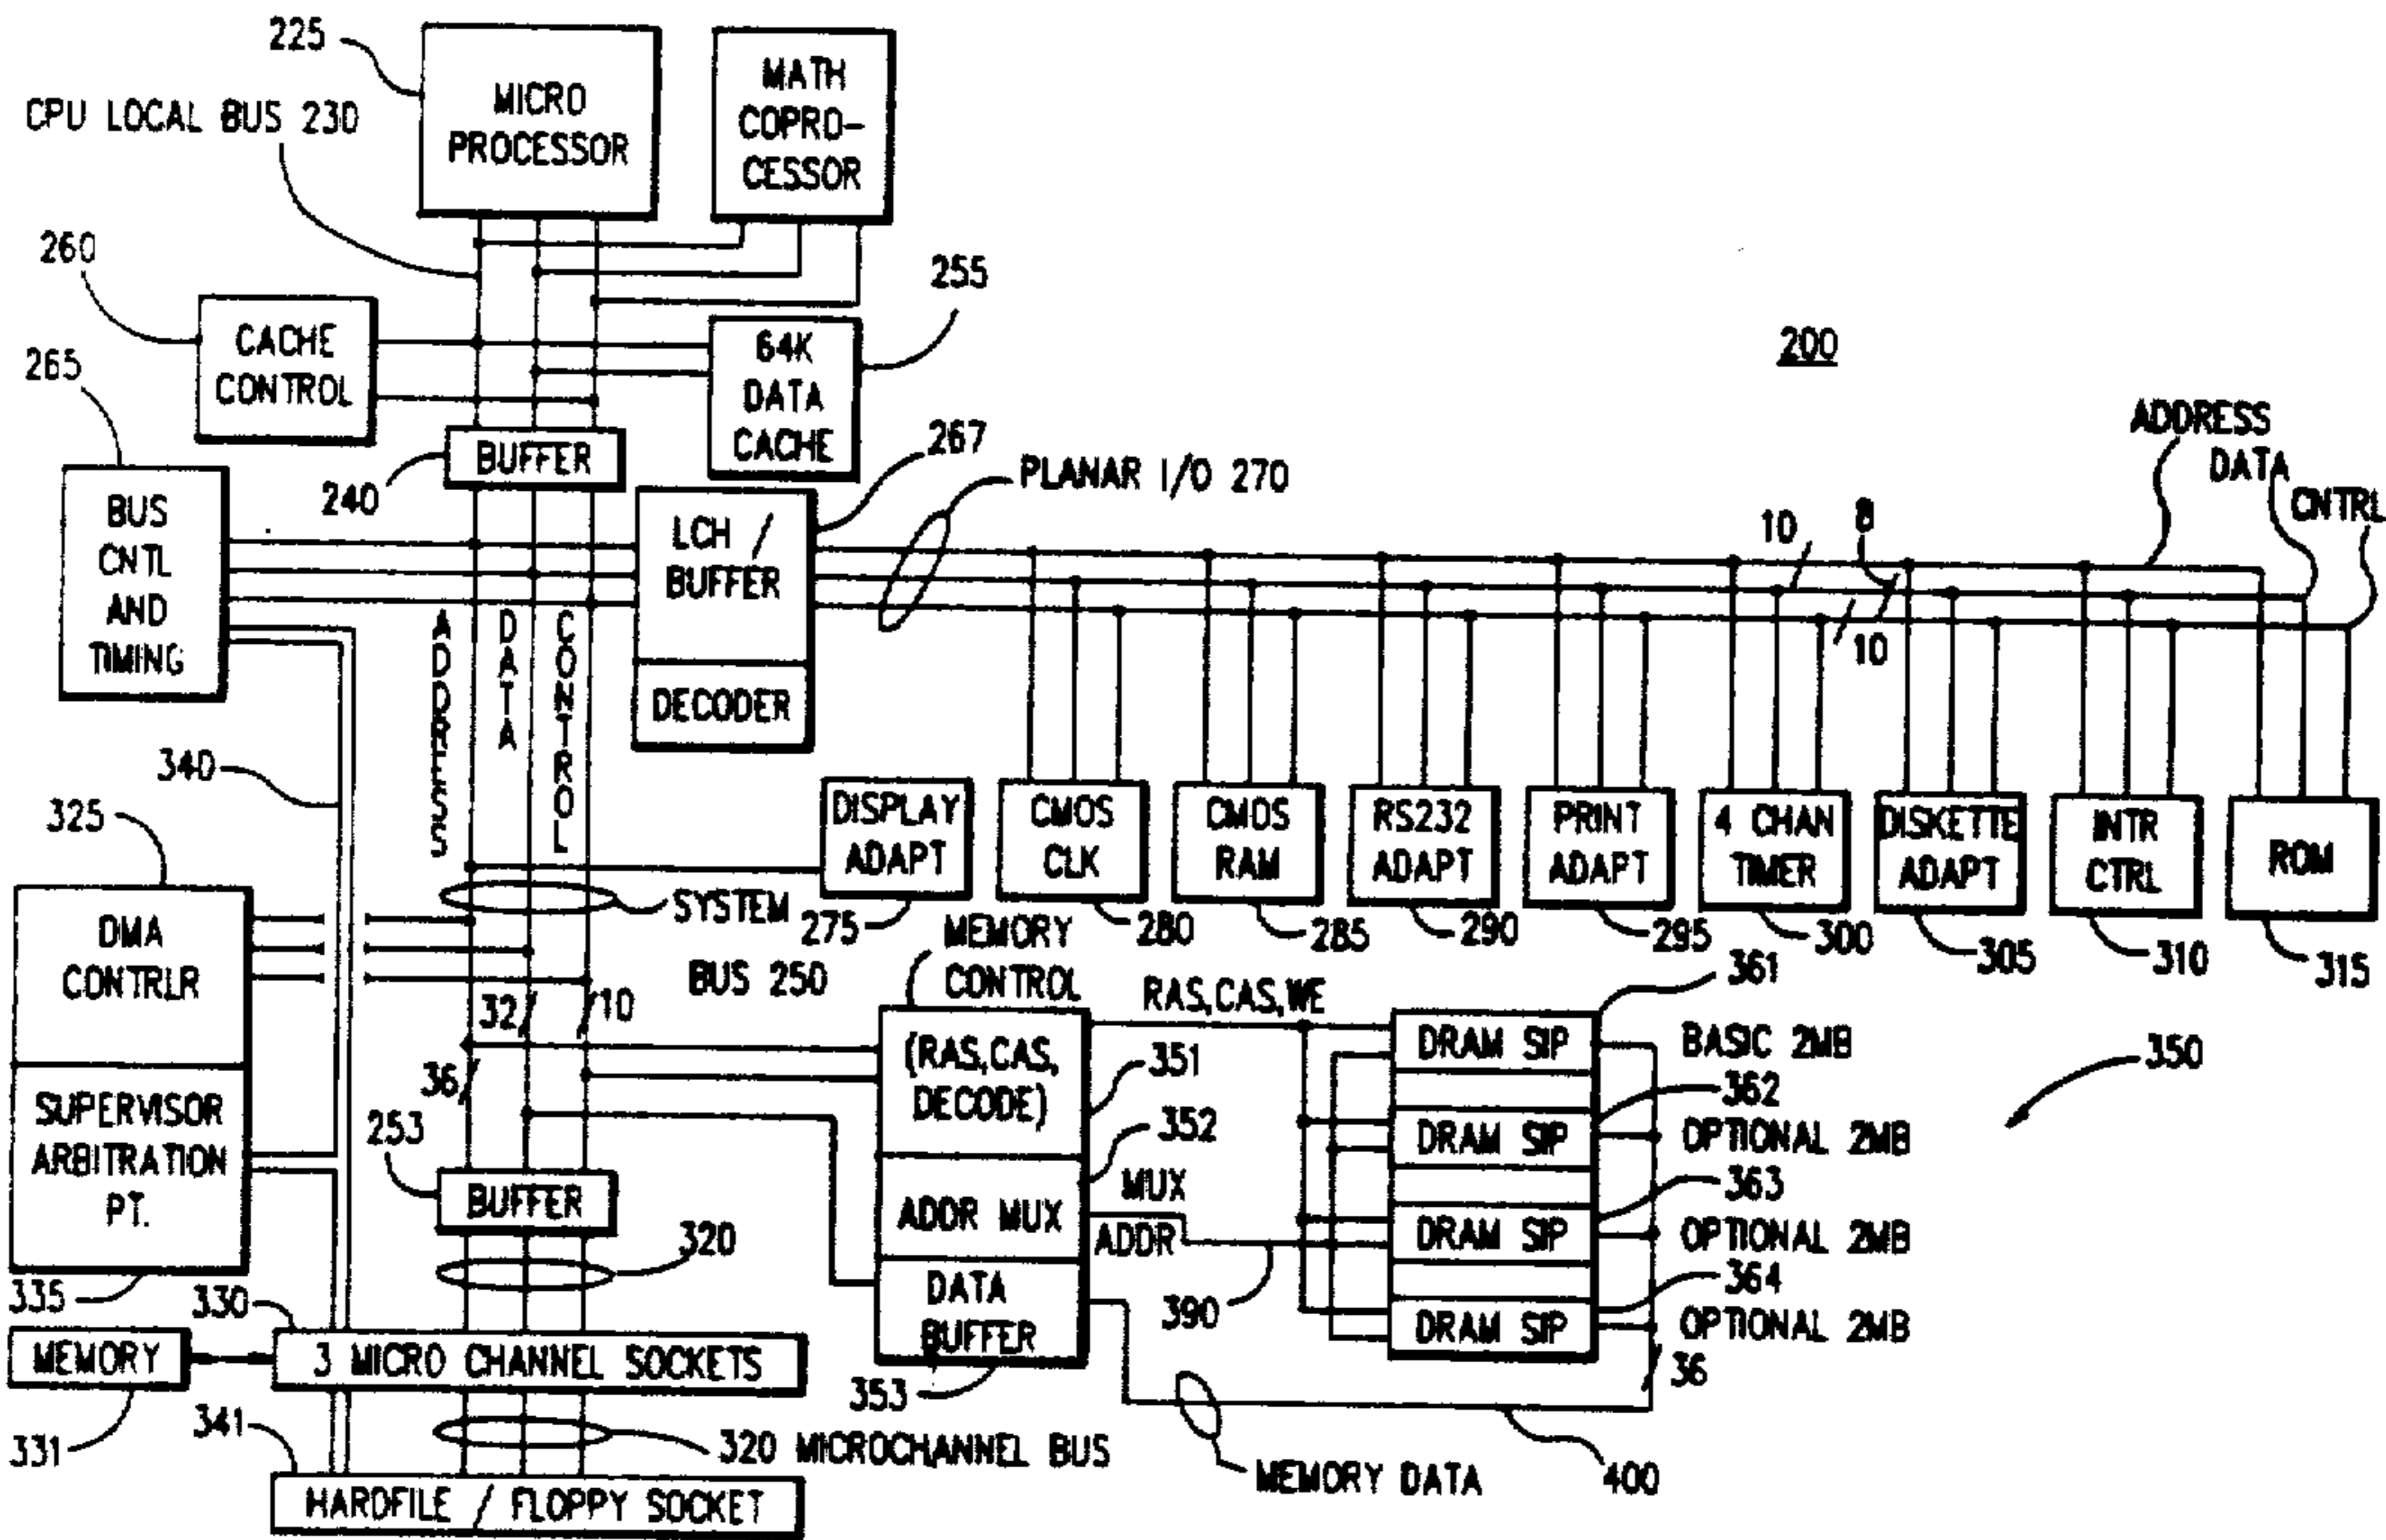 225
MICRO
PROCESSOR
MATH
COPRO-
CESSOR
CPU LOCAL BUS 230
260
CACHE
CONTROL
255
64K
DATA
CACHE
200
265
BUS
CNTL
AND
TIMING
BUFFER
240
267
LCH /
BUFFER
DECODER
PLANAR I/O 270
10
8
10
ADDRESS
DATA
CNTRL
ADDRESS
DATA
CONTROL
340
DISPLAY
ADAPT
275
CMOS
CLK
280
CMOS
RAM
285
RS232
ADAPT
290
PRINT
ADAPT
295
4 CHAN
TIMER
300
DISKETTE
ADAPT
305
INTR
CTRL
310
ROM
315
325
DMA
CONTRLR
SUPERVISOR
ARBITRATION
PT.
335
SYSTEM
BUS 250
32
10
36
253
BUFFER
320
MEMORY
CONTROL
(RAS,CAS,
DECODE)
351
352
ADDR MUX
DATA
BUFFER
353
RAS,CAS,WE
MUX
ADDR
390
361
DRAM SIP
BASIC 2MB
362
DRAM SIP
OPTIONAL 2MB
363
DRAM SIP
OPTIONAL 2MB
364
DRAM SIP
OPTIONAL 2MB
350
36
MEMORY DATA
400
330
MEMORY
331
3 MICRO CHANNEL SOCKETS
341
320 MICROCHANNEL BUS
HARDFILE / FLOPPY SOCKET